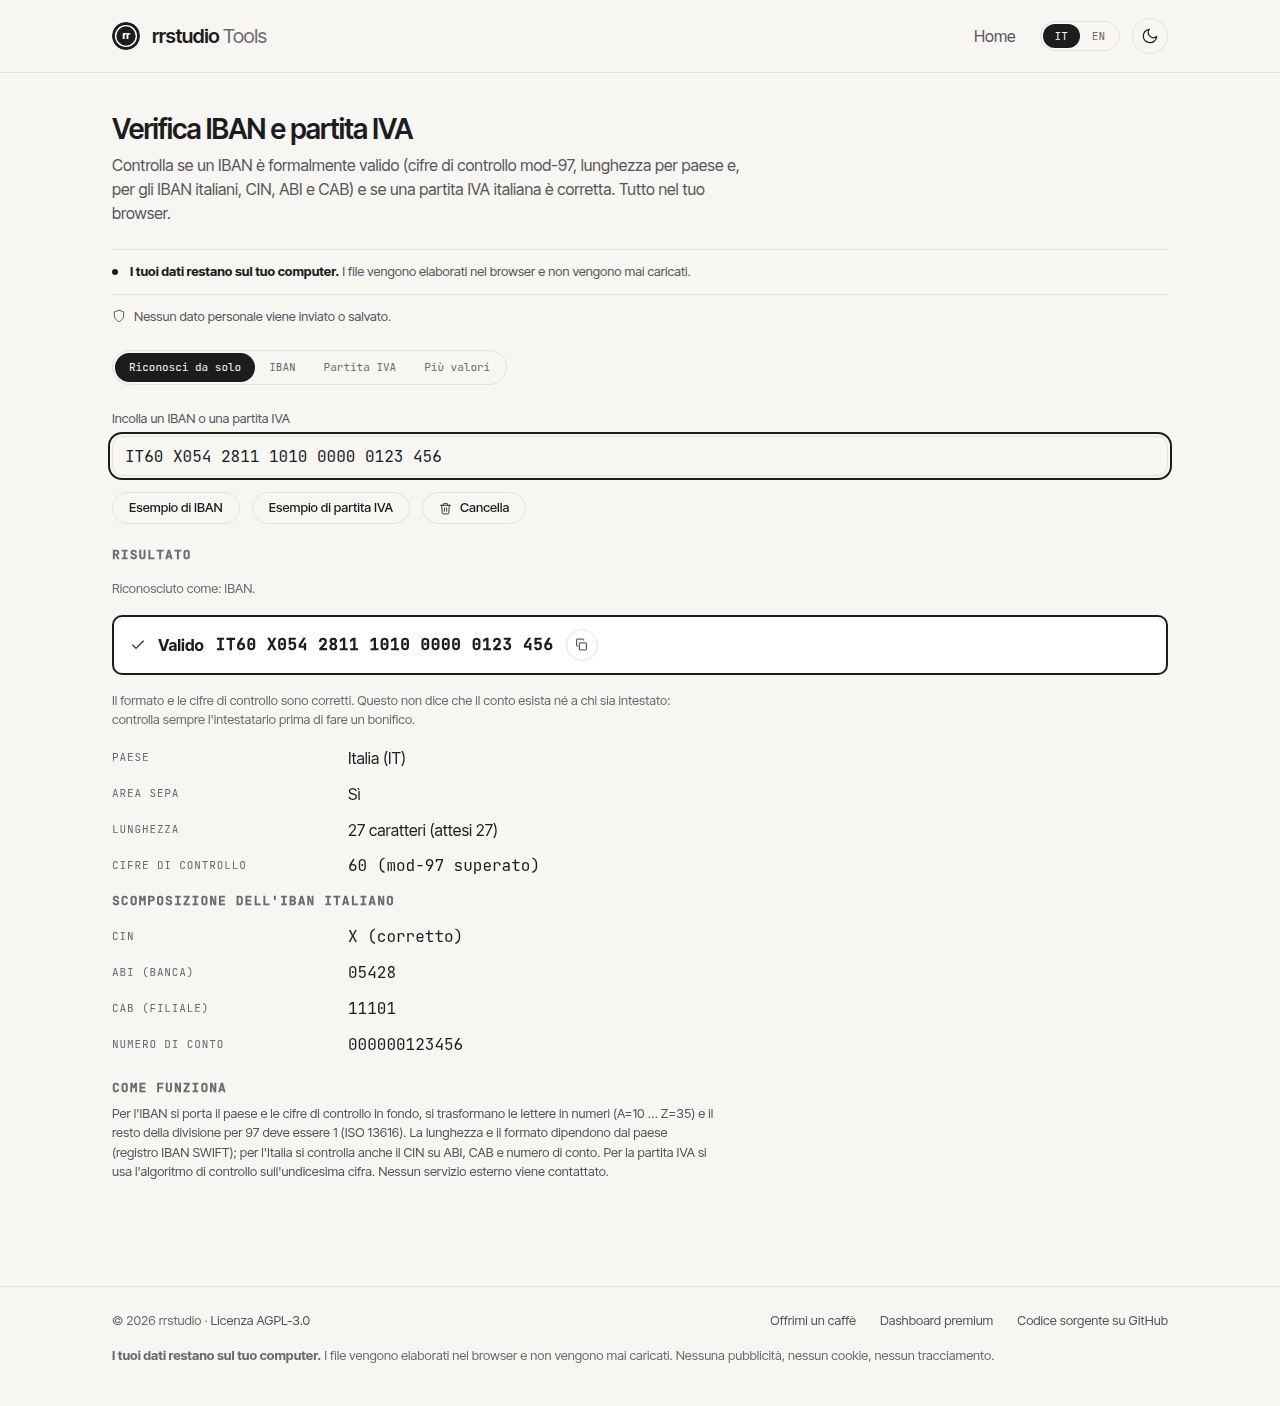 rr rrstudio Tools
Home
IT EN
Verifica IBAN e partita IVA
Controlla se un IBAN è formalmente valido (cifre di controllo mod-97, lunghezza per paese e,
per gli IBAN italiani, CIN, ABI e CAB) e se una partita IVA italiana è corretta. Tutto nel tuo
browser.
I tuoi dati restano sul tuo computer. I file vengono elaborati nel browser e non vengono mai caricati.
Nessun dato personale viene inviato o salvato.
Riconosci da solo IBAN Partita IVA Più valori
Incolla un IBAN o una partita IVA
IT60 X054 2811 1010 0000 0123 456
Esempio di IBAN Esempio di partita IVA Cancella
RISULTATO
Riconosciuto come: IBAN.
Valido IT60 X054 2811 1010 0000 0123 456
Il formato e le cifre di controllo sono corretti. Questo non dice che il conto esista né a chi sia intestato:
controlla sempre l'intestatario prima di fare un bonifico.
PAESE Italia (IT)
AREA SEPA Sì
LUNGHEZZA 27 caratteri (attesi 27)
CIFRE DI CONTROLLO 60 (mod-97 superato)
SCOMPOSIZIONE DELL'IBAN ITALIANO
CIN X (corretto)
ABI (BANCA) 05428
CAB (FILIALE) 11101
NUMERO DI CONTO 000000123456
COME FUNZIONA
Per l'IBAN si porta il paese e le cifre di controllo in fondo, si trasformano le lettere in numeri (A=10 … Z=35) e il
resto della divisione per 97 deve essere 1 (ISO 13616). La lunghezza e il formato dipendono dal paese
(registro IBAN SWIFT); per l'Italia si controlla anche il CIN su ABI, CAB e numero di conto. Per la partita IVA si
usa l'algoritmo di controllo sull'undicesima cifra. Nessun servizio esterno viene contattato.
© 2026 rrstudio · Licenza AGPL-3.0
Offrimi un caffè Dashboard premium Codice sorgente su GitHub
I tuoi dati restano sul tuo computer. I file vengono elaborati nel browser e non vengono mai caricati. Nessuna pubblicità, nessun cookie, nessun tracciamento.